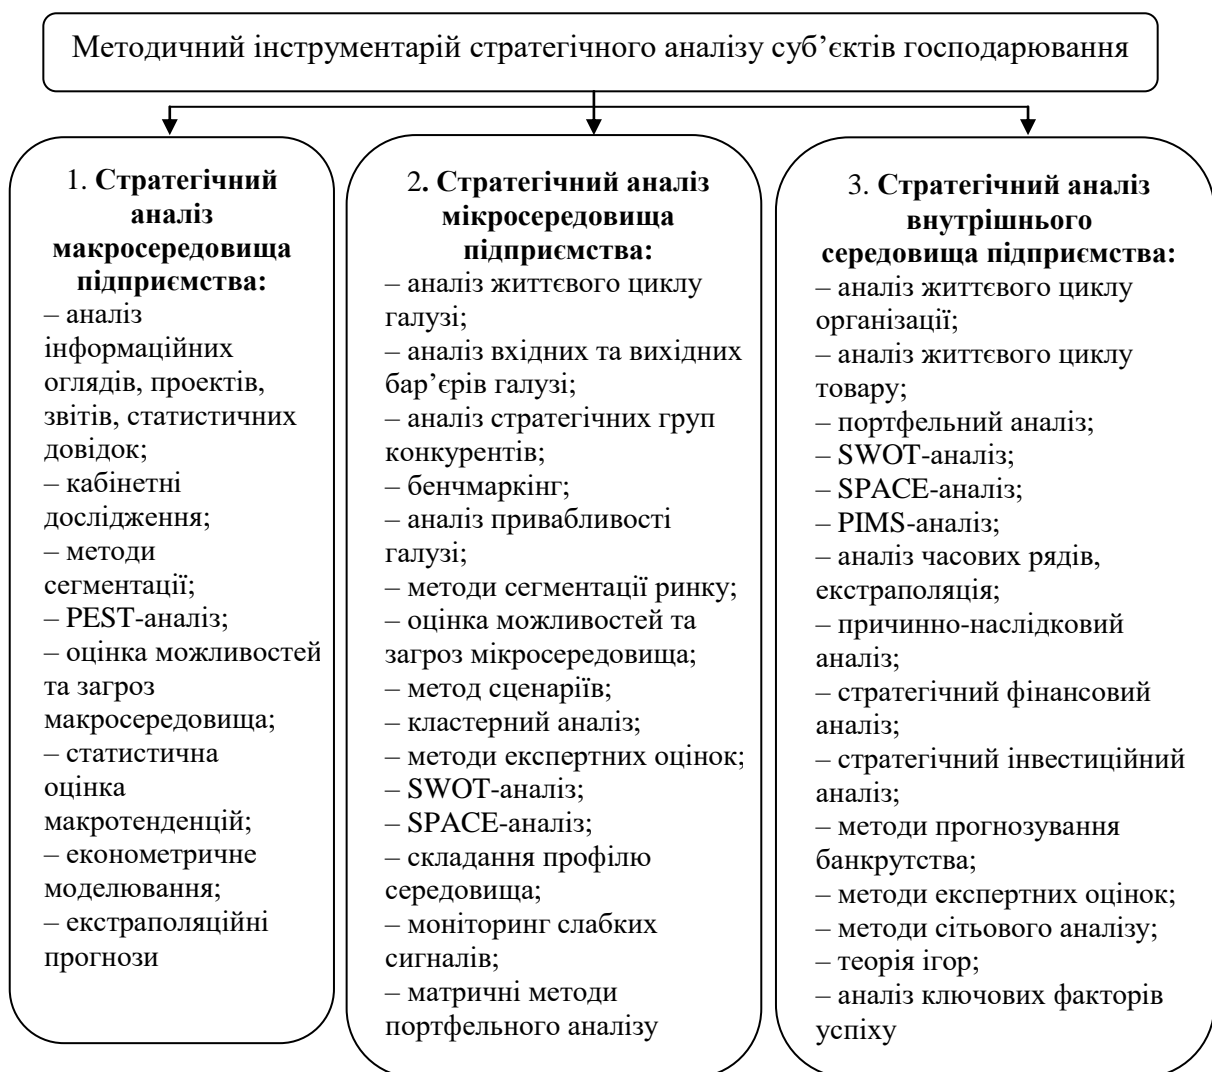 Методичний інструментарій стратегічного аналізу суб’єктів господарювання
1. Стратегічний
аналіз
макросередовища
підприємства:
– аналіз
інформаційних
оглядів, проектів,
звітів, статистичних
довідок;
– кабінетні
дослідження;
– методи
сегментації;
– PEST-аналіз;
– оцінка можливостей
та загроз
макросередовища;
– статистична
оцінка
макротенденцій;
– економетричне
моделювання;
– екстраполяційні
прогнози
2. Стратегічний аналіз
мікросередовища
підприємства:
– аналіз життєвого циклу
галузі;
– аналіз вхідних та вихідних
бар’єрів галузі;
– аналіз стратегічних груп
конкурентів;
– бенчмаркінг;
– аналіз привабливості
галузі;
– методи сегментації ринку;
– оцінка можливостей та
загроз мікросередовища;
– метод сценаріїв;
– кластерний аналіз;
– методи експертних оцінок;
– SWOT-аналіз;
– SPACE-аналіз;
– складання профілю
середовища;
– моніторинг слабких
сигналів;
– матричні методи
портфельного аналізу
3. Стратегічний аналіз
внутрішнього
середовища підприємства:
– аналіз життєвого циклу
організації;
– аналіз життєвого циклу
товару;
– портфельний аналіз;
– SWOT-аналіз;
– SPACE-аналіз;
– PIMS-аналіз;
– аналіз часових рядів,
екстраполяція;
– причинно-наслідковий
аналіз;
– стратегічний фінансовий
аналіз;
– стратегічний інвестиційний
аналіз;
– методи прогнозування
банкрутства;
– методи експертних оцінок;
– методи сітьового аналізу;
– теорія ігор;
– аналіз ключових факторів
успіху